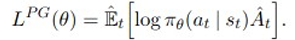 L^{PG}(θ) = Ê_t[log π_θ(a_t | s_t)Â_t].